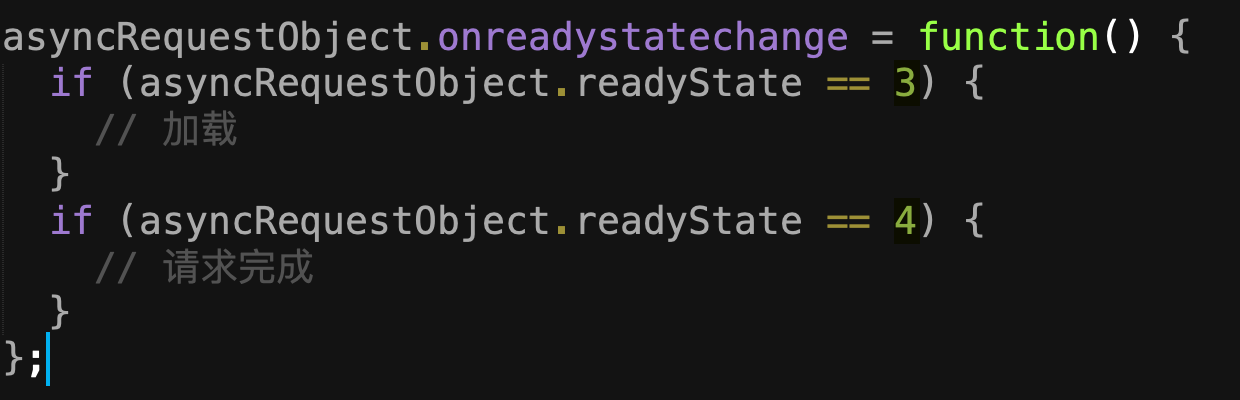 asyncRequestObject.onreadystatechange = function() {
  if (asyncRequestObject.readyState == 3) {
    // 加载
  }
  if (asyncRequestObject.readyState == 4) {
    // 请求完成
  }
};